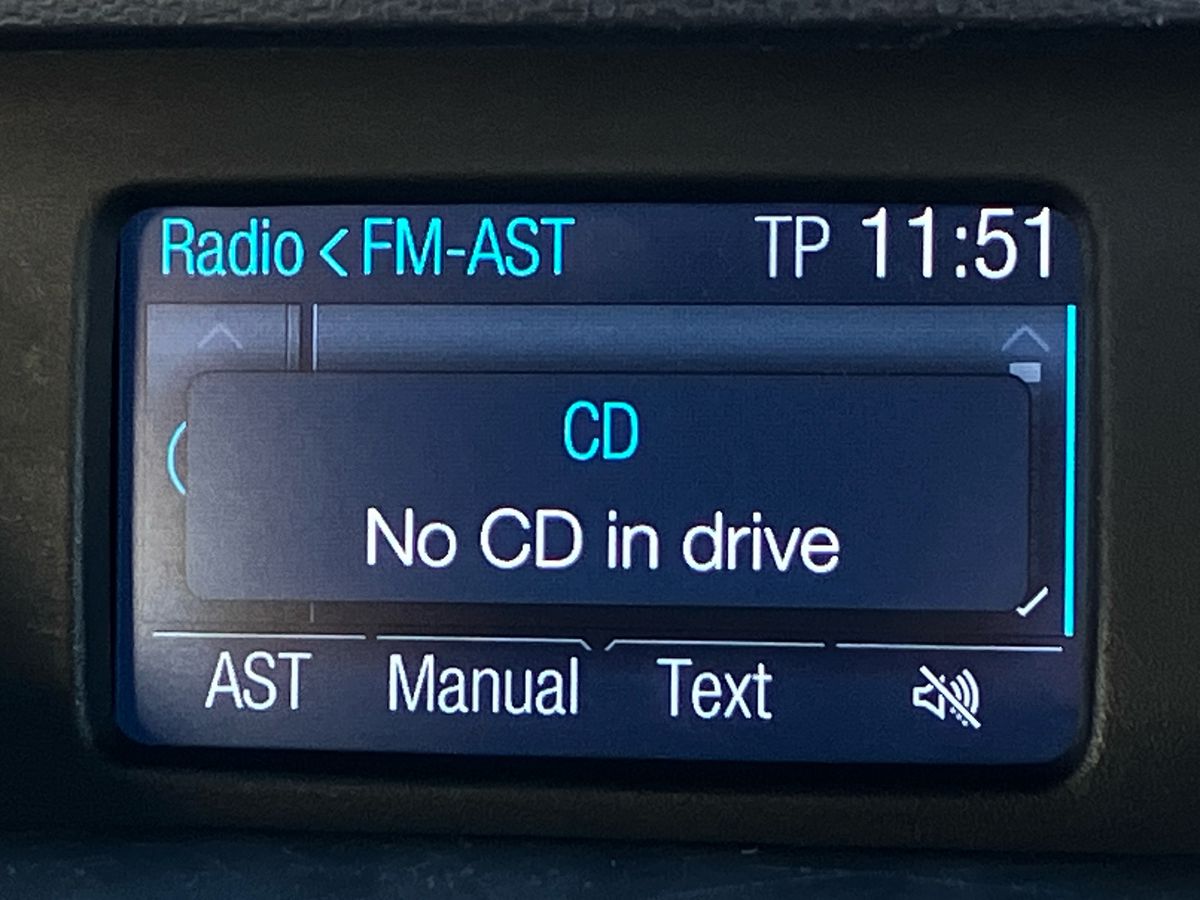 Radio < FM-AST TP 11:51
CD
No CD in drive
AST Manual Text